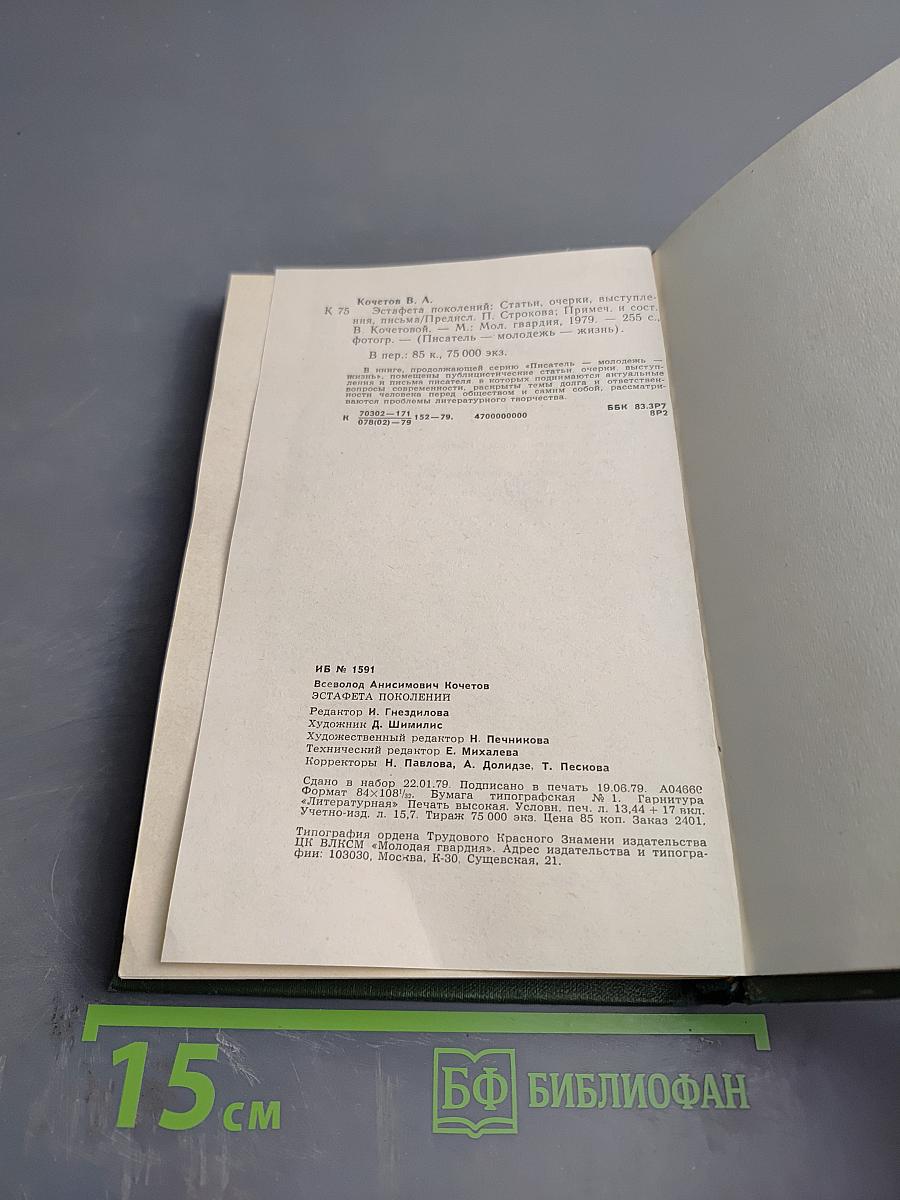 Кочетов В. А.
К 75 Эстафета поколений: Статьи, очерки, выступле-
ния, письма/Предисл. П. Строкова; Примеч. и сост.
В. Кочетовой. — М.: Мол. гвардия, 1979. — 255 с.,
фотогр. — (Писатель — молодежь — жизнь).
В пер.: 85 к., 75 000 экз.
В книге, продолжающей серию «Писатель — молодежь —
жизнь», помещены публицистические статьи, очерки, выступ-
ления и письма писателя, в которых поднимаются актуальные
вопросы современности, раскрыты темы долга и ответствен-
ности человека перед обществом и самим собой, рассматри-
ваются проблемы литературного творчества.
К 70302—171
078(02)—79 152—79. 4700000000
ББК 83.3Р7
8Р2
ИБ № 1591
Всеволод Анисимович Кочетов
ЭСТАФЕТА ПОКОЛЕНИЙ
Редактор И. Гнездилова
Художник Д. Шимилис
Художественный редактор Н. Печникова
Технический редактор Е. Михалева
Корректоры Н. Павлова, А. Долидзе, Т. Пескова
Сдано в набор 22.01.79. Подписано в печать 19.06.79. А04660
Формат 84×108¹/₃₂. Бумага типографская № 1. Гарнитура
«Литературная» Печать высокая. Условн. печ. л. 13,44 + 17 вкл.
Учетно-изд. л. 15,7. Тираж 75 000 экз. Цена 85 коп. Заказ 2401.
Типография ордена Трудового Красного Знамени издательства
ЦК ВЛКСМ «Молодая гвардия». Адрес издательства и типогра-
фии: 103030, Москва, К-30, Сущевская, 21.
15 см
БФ БИБЛИОФАН